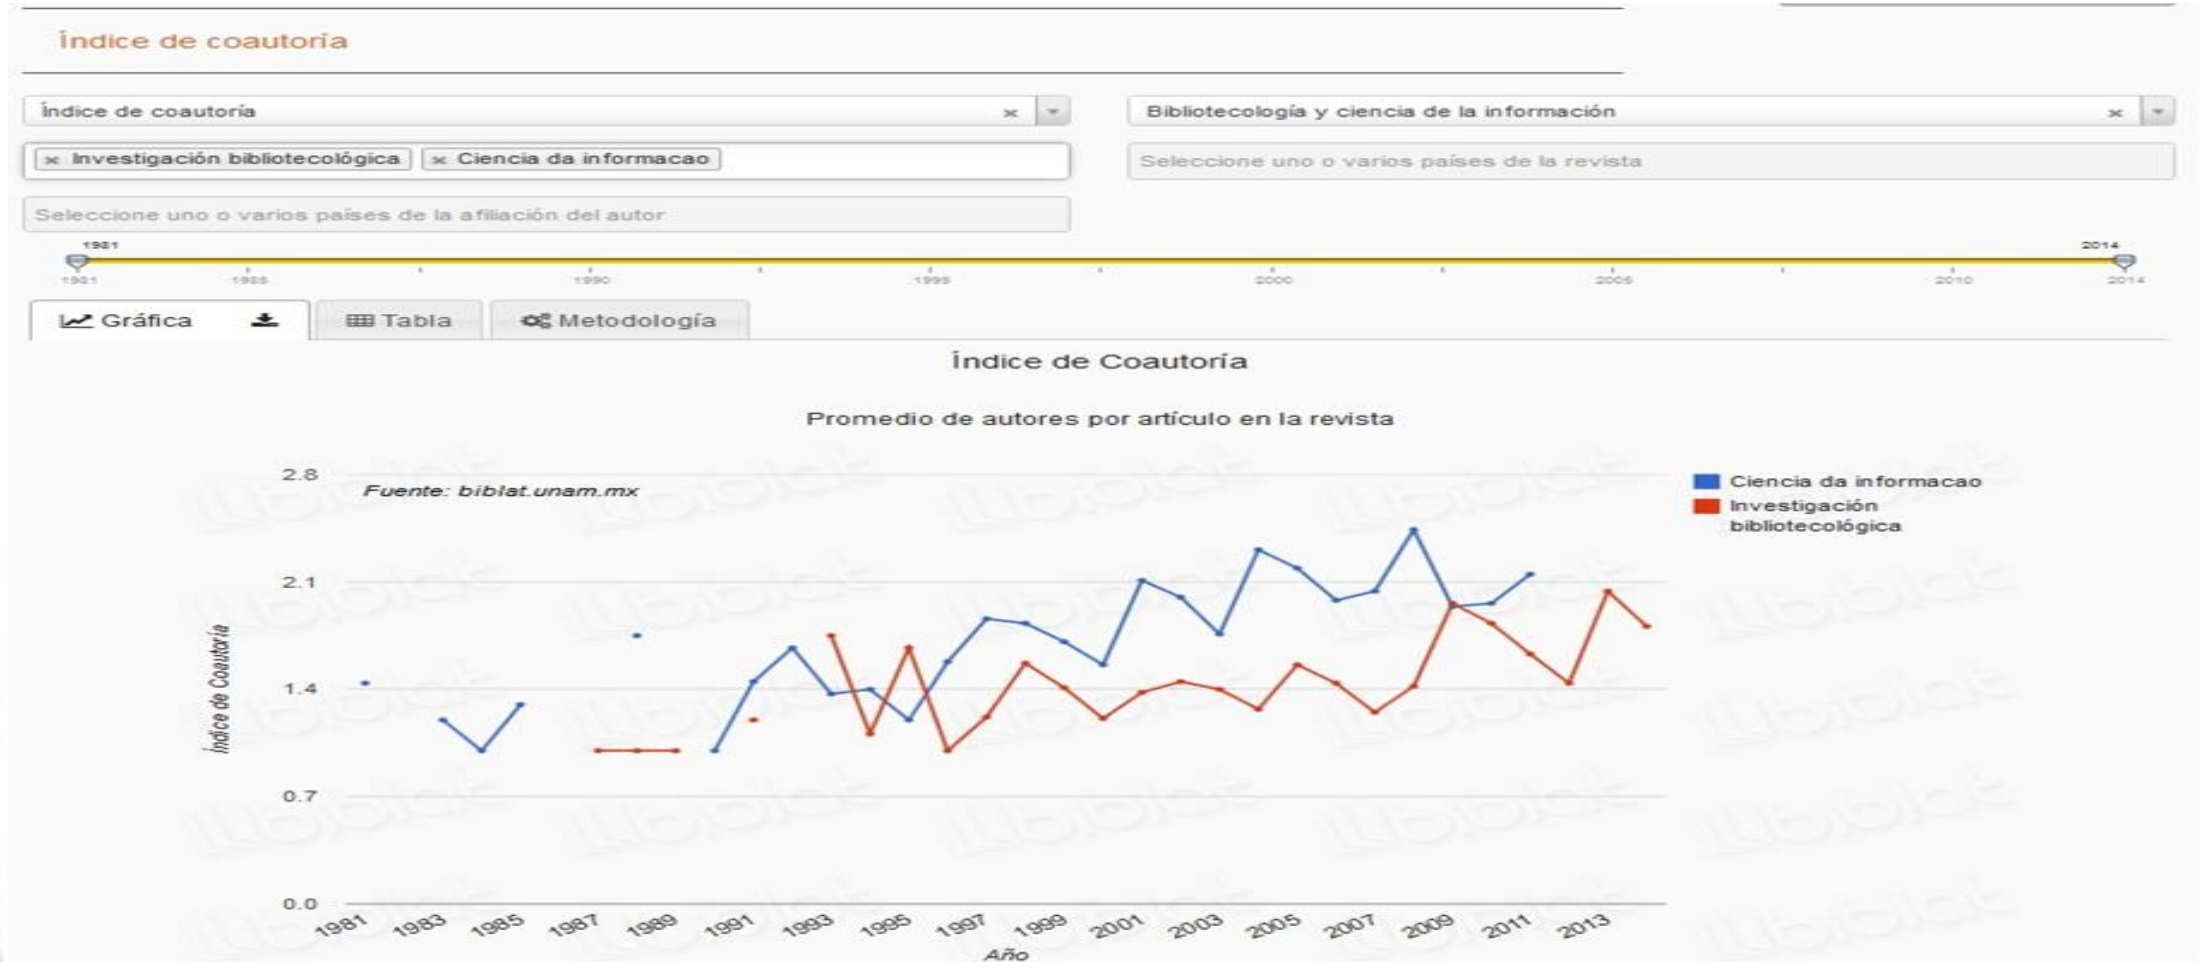 Índice de coautoría
Índice de coautoría
Bibliotecología y ciencia de la información
Investigación bibliotecológica
Ciencia da informacao
Seleccione uno o varios países de la revista
Seleccione uno o varios países de la afiliación del autor
1981 2014
1981 1985 1990 1995 2000 2005 2010 2014
Gráfica Tabla Metodología
Índice de Coautoría
Promedio de autores por artículo en la revista
Fuente: biblat.unam.mx
Ciencia da informacao
Investigación
bibliotecológica
2.8
2.1
1.4
0.7
0.0
Índice de Coautoría
1981 1983 1985 1987 1989 1991 1993 1995 1997 1999 2001 2003 2005 2007 2009 2011 2013
Año
biblat